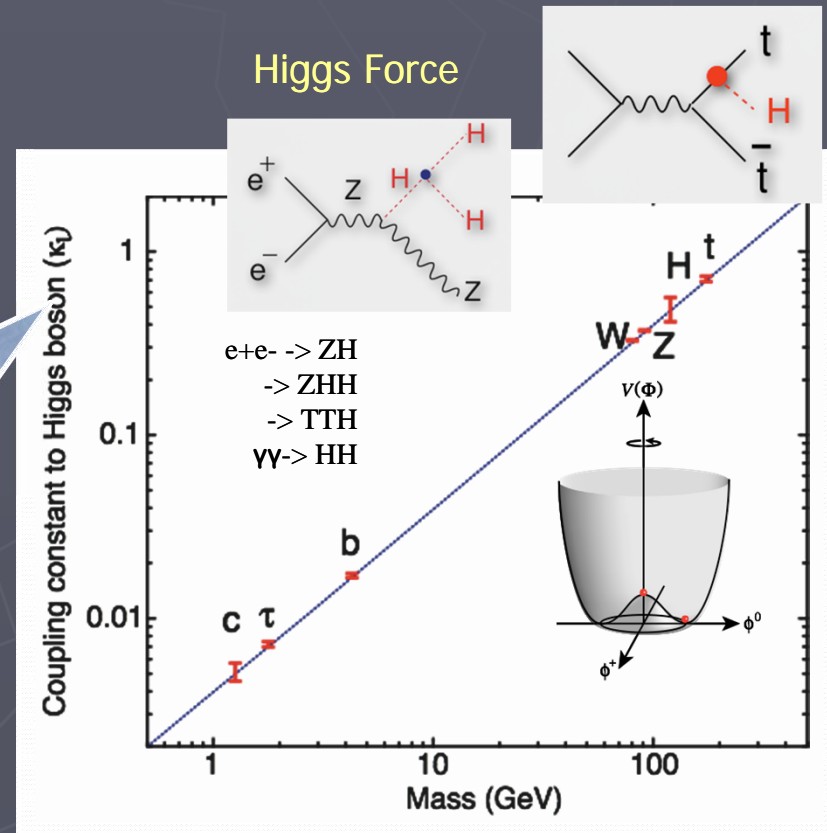 Higgs Force
t
H
t̅
e⁺
e⁻
Z
H
H
H
Z
e+e- -> ZH
-> ZHH
-> TTH
γγ-> HH
Coupling constant to Higgs boson (κᵢ)
1
0.1
0.01
c
τ
b
W
Z
H
t
V(Φ)
ϕ⁰
ϕ⁺
1
10
100
Mass (GeV)